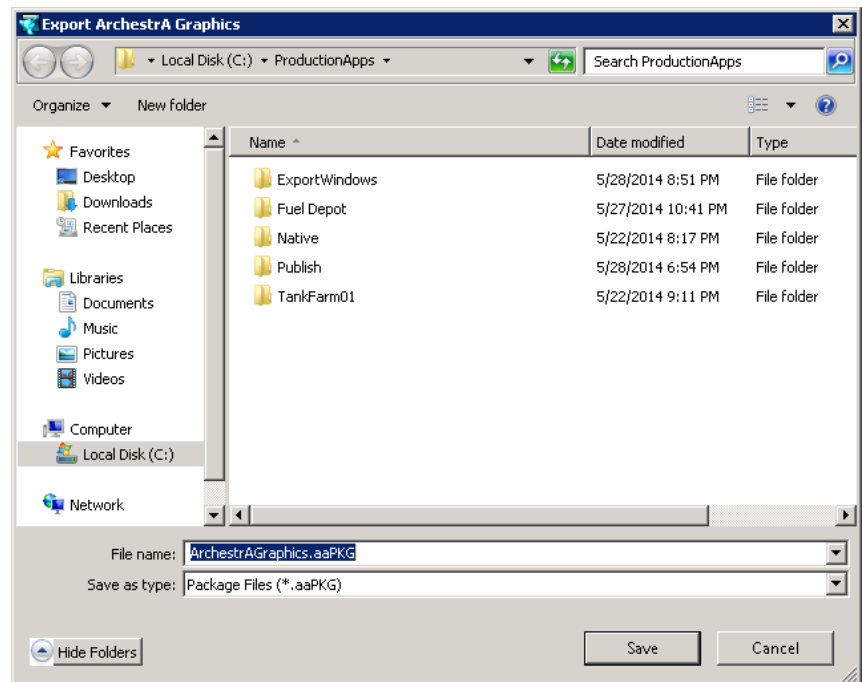 Export ArchestrA Graphics
Local Disk (C:) ProductionApps
Search ProductionApps
Organize New folder
Name Date modified Type
Favorites
Desktop
Downloads
Recent Places
Libraries
Documents
Music
Pictures
Videos
Computer
Local Disk (C:)
Network
ExportWindows 5/28/2014 8:51 PM File folder
Fuel Depot 5/27/2014 10:41 PM File folder
Native 5/22/2014 8:17 PM File folder
Publish 5/28/2014 6:54 PM File folder
TankFarm01 5/22/2014 9:11 PM File folder
File name: ArchestrAGraphics.aaPKG
Save as type: Package Files (*.aaPKG)
Hide Folders Save Cancel